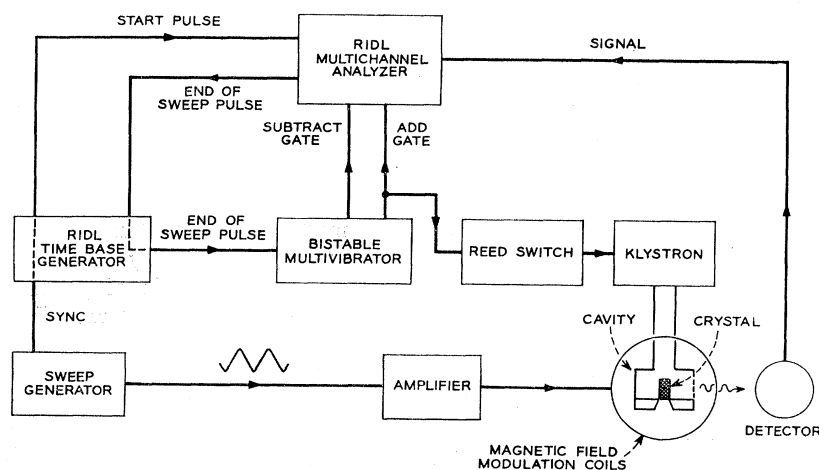 START PULSE
RIDL
MULTICHANNEL
ANALYZER
SIGNAL
END OF
SWEEP PULSE
SUBTRACT
GATE
ADD
GATE
RIDL
TIME BASE
GENERATOR
END OF
SWEEP PULSE
BISTABLE
MULTIVIBRATOR
REED SWITCH
KLYSTRON
SYNC
CAVITY
CRYSTAL
SWEEP
GENERATOR
AMPLIFIER
DETECTOR
MAGNETIC FIELD
MODULATION COILS